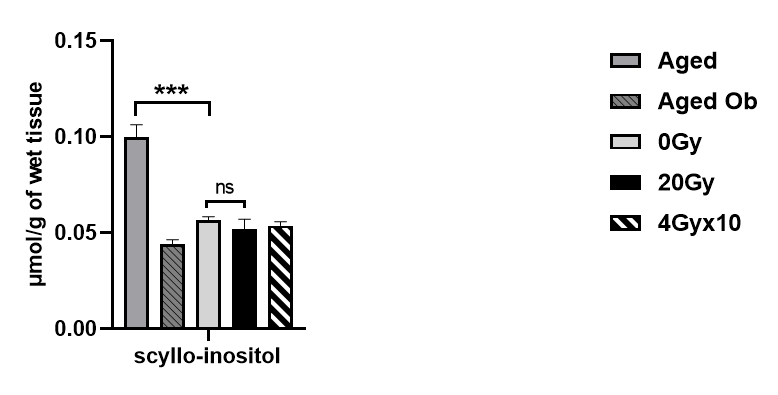 0.15
0.10
0.05
0.00
μmol/g of wet tissue
***
ns
scyllo-inositol
Aged
Aged Ob
0Gy
20Gy
4Gyx10